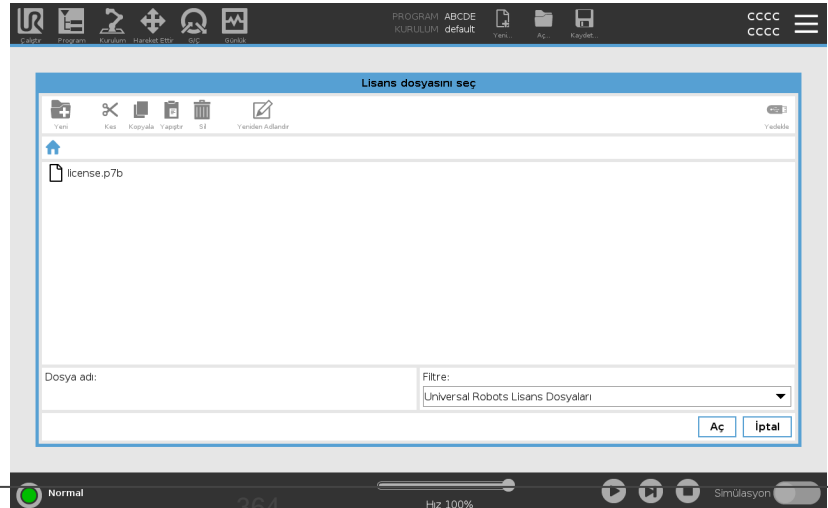 PROGRAM ABCDE
KURULUM default
CCCC
CCCC
Çalıştır Program Kurulum Hareket Ettir G/Ç Günlük Yeni... Aç... Kaydet...
Lisans dosyasını seç
Yeni Kes Kopyala Yapıştır Sil Yeniden Adlandır Yedekle
license.p7b
Dosya adı:
Filtre:
Universal Robots Lisans Dosyaları
Aç İptal
Normal
Simülasyon
364
Hız 100%